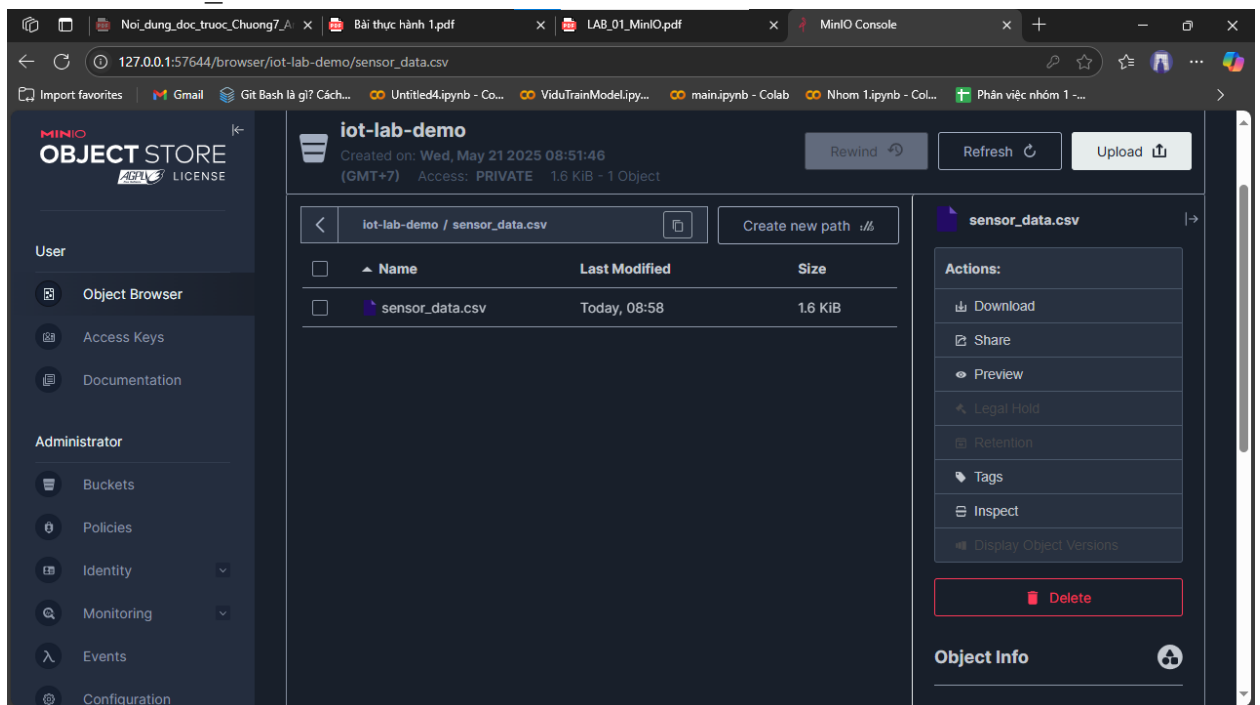 Noi_dung_doc_truoc_Chuong7_A
Bài thực hành 1.pdf
LAB_01_MinIO.pdf
MinIO Console
127.0.0.1:57644/browser/iot-lab-demo/sensor_data.csv
Import favorites
Gmail
Git Bash là gì? Cách...
Untitled4.ipynb - Co...
ViduTrainModel.ipy...
main.ipynb - Colab
Nhom 1.ipynb - Col...
Phân việc nhóm 1 -...
MINIO
OBJECT STORE
AGPLV3 LICENSE
User
Object Browser
Access Keys
Documentation
Administrator
Buckets
Policies
Identity
Monitoring
Events
Configuration
iot-lab-demo
Created on: Wed, May 21 2025 08:51:46
(GMT+7) Access: PRIVATE 1.6 KiB - 1 Object
Rewind
Refresh
Upload
iot-lab-demo / sensor_data.csv
Create new path
Name Last Modified Size
sensor_data.csv Today, 08:58 1.6 KiB
sensor_data.csv
Actions:
Download
Share
Preview
Legal Hold
Retention
Tags
Inspect
Display Object Versions
Delete
Object Info